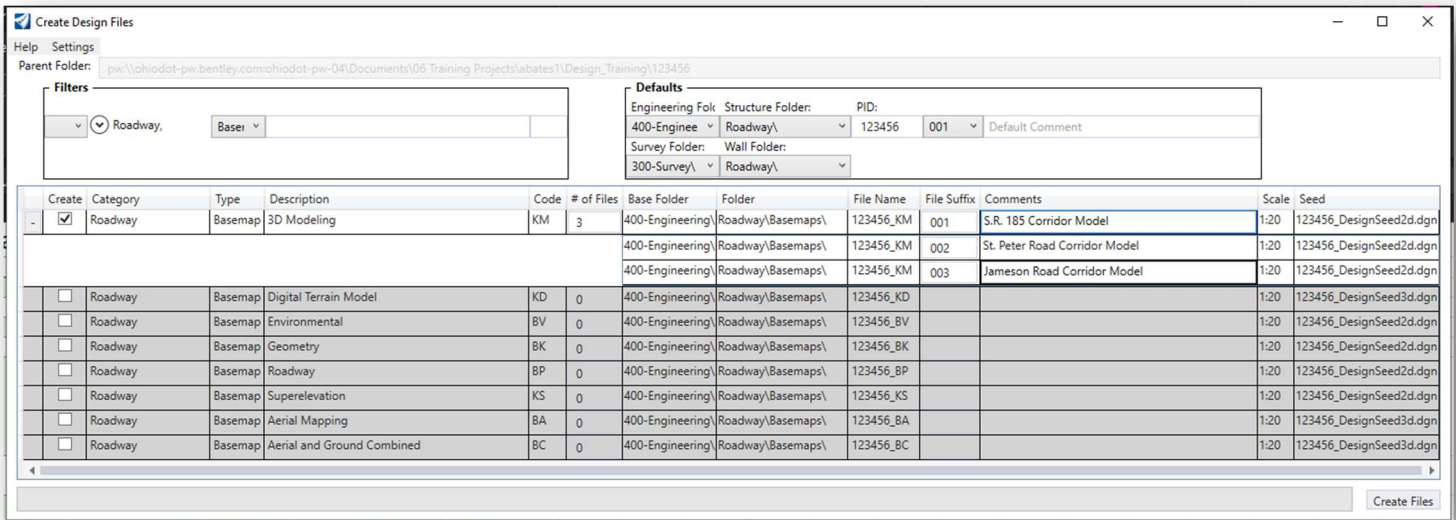 Create Design Files
Help Settings
Parent Folder: pw:\\ohiodot-pw.bentley.com:ohiodot-pw-04\Documents\06 Training Projects\abates1\Design_Training\123456
Filters
Roadway, Baser
Defaults
Engineering Fold Structure Folder: PID:
400-Enginee Roadway\ 123456 001 Default Comment
Survey Folder: Wall Folder:
300-Survey\ Roadway\
Create Category Type Description Code # of Files Base Folder Folder File Name File Suffix Comments Scale Seed
- Roadway Basemap 3D Modeling KM 3 400-Engineering\ Roadway\Basemaps\ 123456_KM 001 S.R. 185 Corridor Model 1:20 123456_DesignSeed2d.dgn
400-Engineering\ Roadway\Basemaps\ 123456_KM 002 St. Peter Road Corridor Model 1:20 123456_DesignSeed2d.dgn
400-Engineering\ Roadway\Basemaps\ 123456_KM 003 Jameson Road Corridor Model 1:20 123456_DesignSeed2d.dgn
Roadway Basemap Digital Terrain Model KD 0 400-Engineering\ Roadway\Basemaps\ 123456_KD 1:20 123456_DesignSeed3d.dgn
Roadway Basemap Environmental BV 0 400-Engineering\ Roadway\Basemaps\ 123456_BV 1:20 123456_DesignSeed2d.dgn
Roadway Basemap Geometry BK 0 400-Engineering\ Roadway\Basemaps\ 123456_BK 1:20 123456_DesignSeed2d.dgn
Roadway Basemap Roadway BP 0 400-Engineering\ Roadway\Basemaps\ 123456_BP 1:20 123456_DesignSeed2d.dgn
Roadway Basemap Superelevation KS 0 400-Engineering\ Roadway\Basemaps\ 123456_KS 1:20 123456_DesignSeed2d.dgn
Roadway Basemap Aerial Mapping BA 0 400-Engineering\ Roadway\Basemaps\ 123456_BA 1:20 123456_DesignSeed3d.dgn
Roadway Basemap Aerial and Ground Combined BC 0 400-Engineering\ Roadway\Basemaps\ 123456_BC 1:20 123456_DesignSeed3d.dgn
Create Files